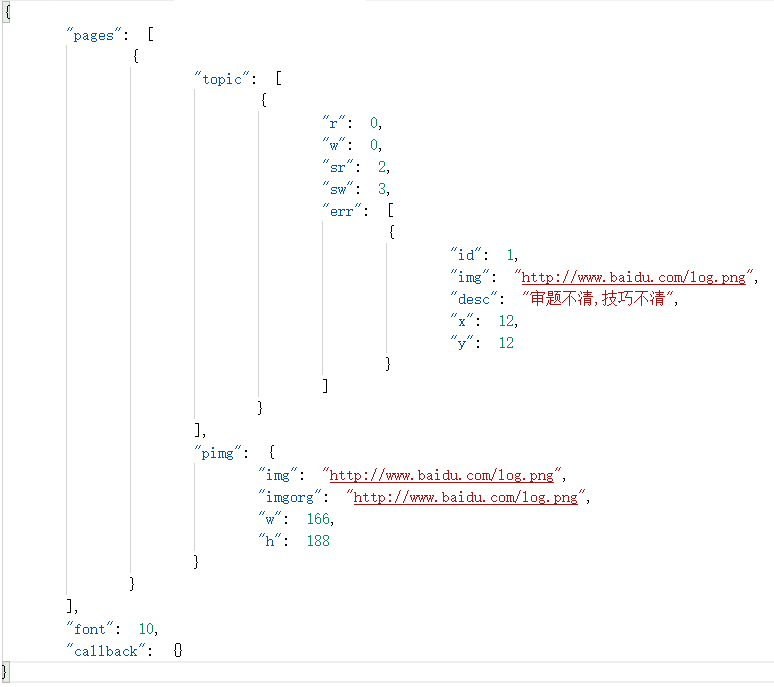 {
"pages": [
{
"topic": [
{
"r": 0,
"w": 0,
"sr": 2,
"sw": 3,
"err": [
{
"id": 1,
"img": "http://www.baidu.com/log.png",
"desc": "审题不清,技巧不清",
"x": 12,
"y": 12
}
]
}
],
"pimg": {
"img": "http://www.baidu.com/log.png",
"imgorg": "http://www.baidu.com/log.png",
"w": 166,
"h": 188
}
}
],
"font": 10,
"callback": {}
}